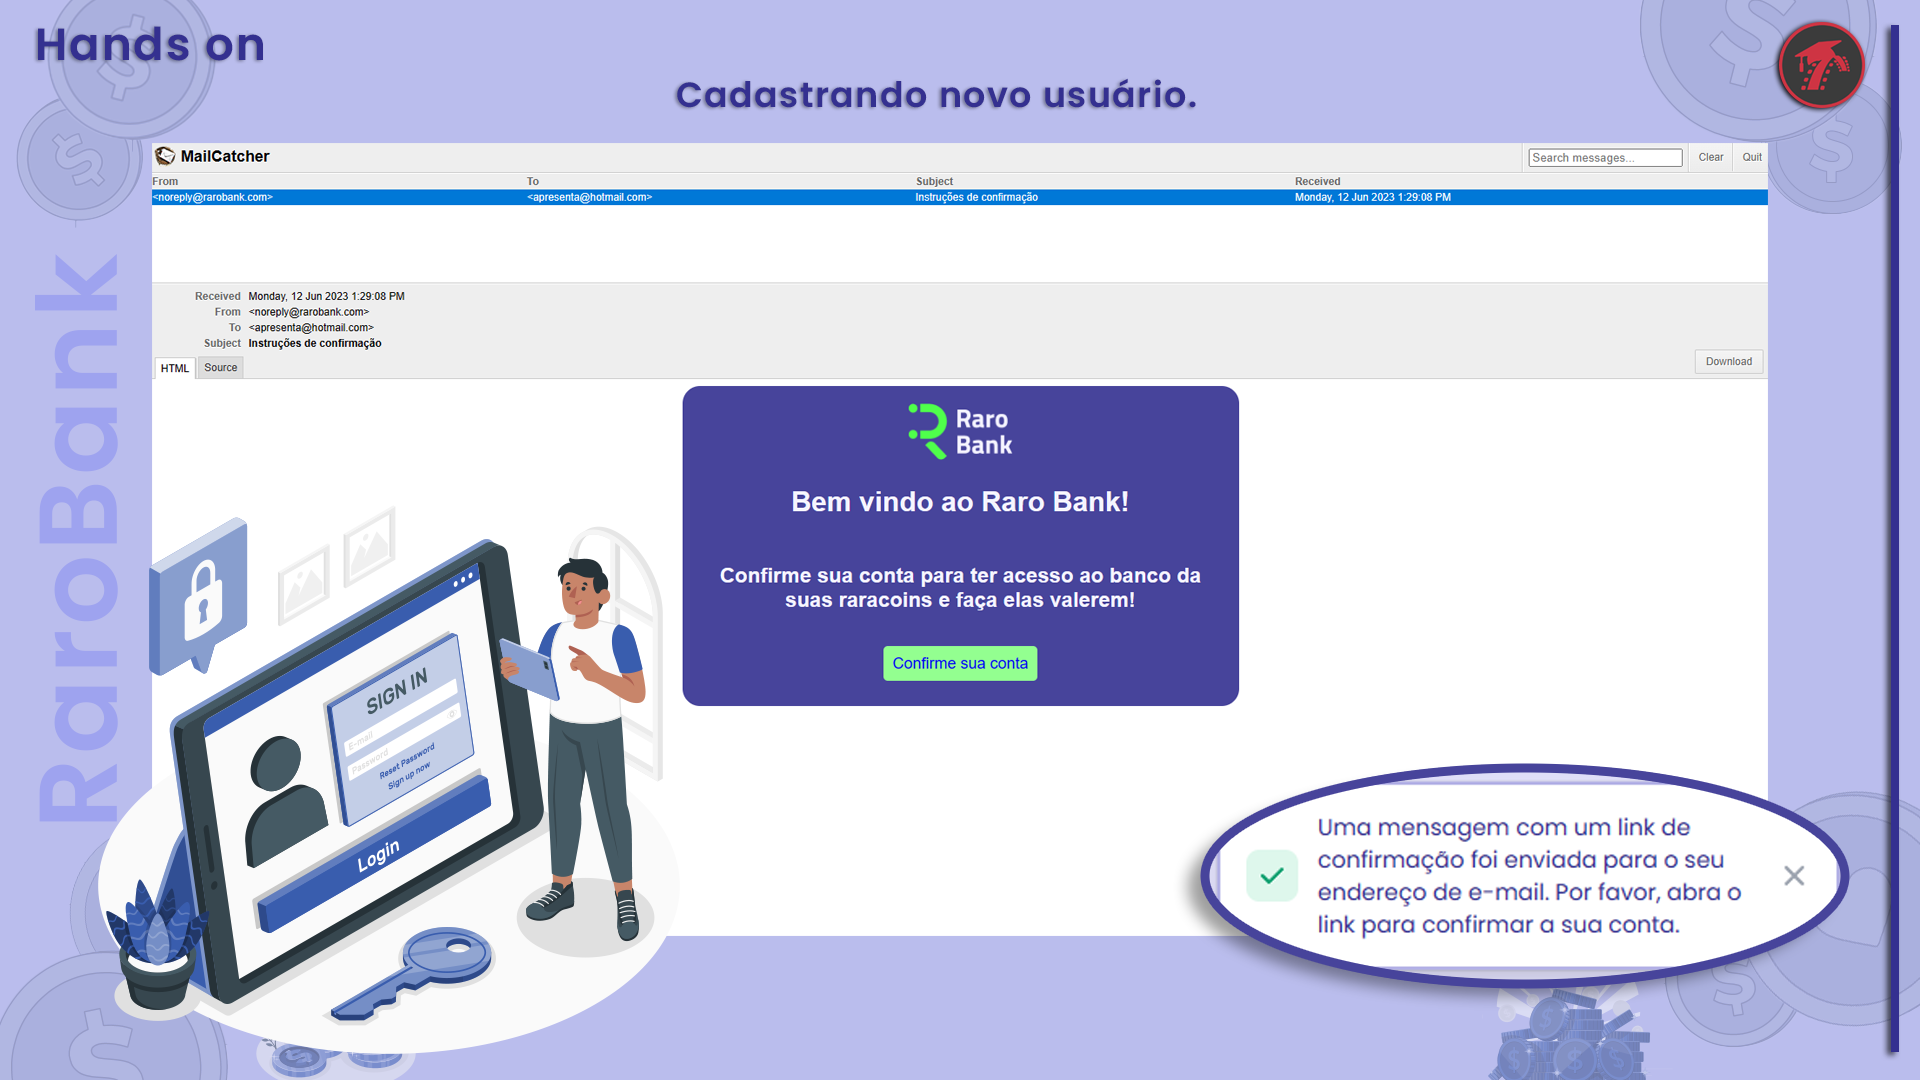 Hands on
Cadastrando novo usuário.
RaroBank
MailCatcher
Search messages...
Clear
Quit
From To Subject Received
<noreply@rarobank.com> <apresenta@hotmail.com> Instruções de confirmação Monday, 12 Jun 2023 1:29:08 PM
Received Monday, 12 Jun 2023 1:29:08 PM
From <noreply@rarobank.com>
To <apresenta@hotmail.com>
Subject Instruções de confirmação
HTML Source
Download
Raro
Bank
Bem vindo ao Raro Bank!
Confirme sua conta para ter acesso ao banco da
suas raracoins e faça elas valerem!
Confirme sua conta
SIGN IN
E-mail
Password
Reset Password
Sign up now
Login
Uma mensagem com um link de
confirmação foi enviada para o seu
endereço de e-mail. Por favor, abra o
link para confirmar a sua conta.